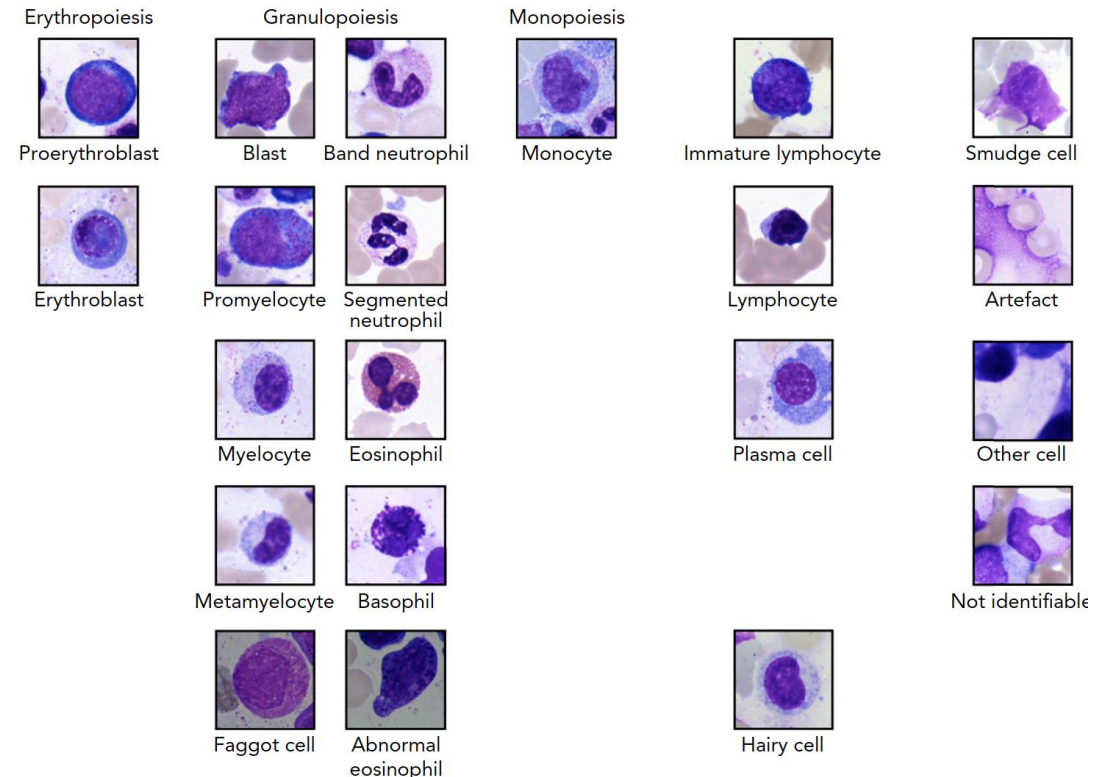 Erythropoiesis
Granulopoiesis
Monopoiesis
Proerythroblast
Blast
Band neutrophil
Monocyte
Immature lymphocyte
Smudge cell
Erythroblast
Promyelocyte
Segmented
neutrophil
Lymphocyte
Artefact
Myelocyte
Eosinophil
Plasma cell
Other cell
Metamyelocyte
Basophil
Not identifiable
Faggot cell
Abnormal
eosinophil
Hairy cell